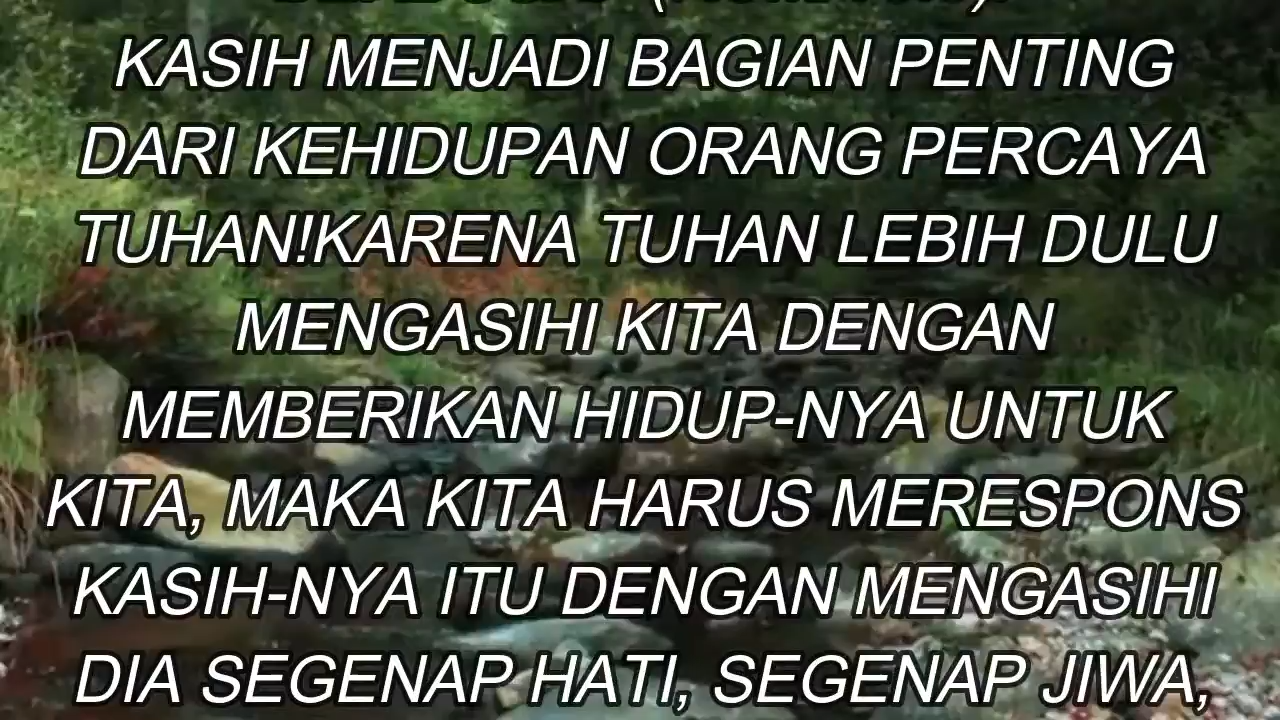 KASIH MENJADI BAGIAN PENTING
DARI KEHIDUPAN ORANG PERCAYA
TUHAN!KARENA TUHAN LEBIH DULU
MENGASIHI KITA DENGAN
MEMBERIKAN HIDUP-NYA UNTUK
KITA, MAKA KITA HARUS MERESPONS
KASIH-NYA ITU DENGAN MENGASIHI
DIA SEGENAP HATI, SEGENAP JIWA,